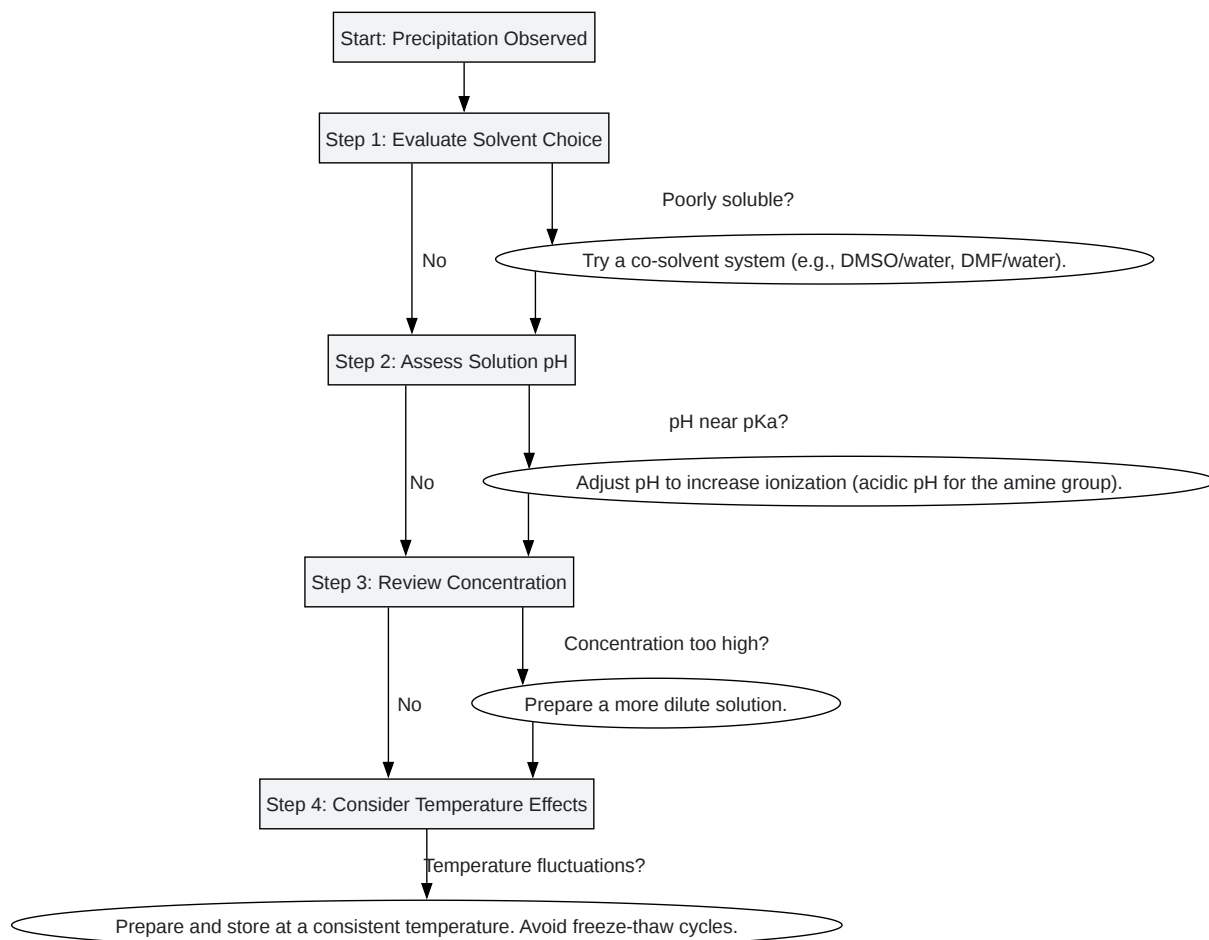 Start: Precipitation Observed
Step 1: Evaluate Solvent Choice
Poorly soluble?
No
Try a co-solvent system (e.g., DMSO/water, DMF/water).
Step 2: Assess Solution pH
pH near pKa?
No
Adjust pH to increase ionization (acidic pH for the amine group).
Step 3: Review Concentration
Concentration too high?
No
Prepare a more dilute solution.
Step 4: Consider Temperature Effects
Temperature fluctuations?
Prepare and store at a consistent temperature. Avoid freeze-thaw cycles.